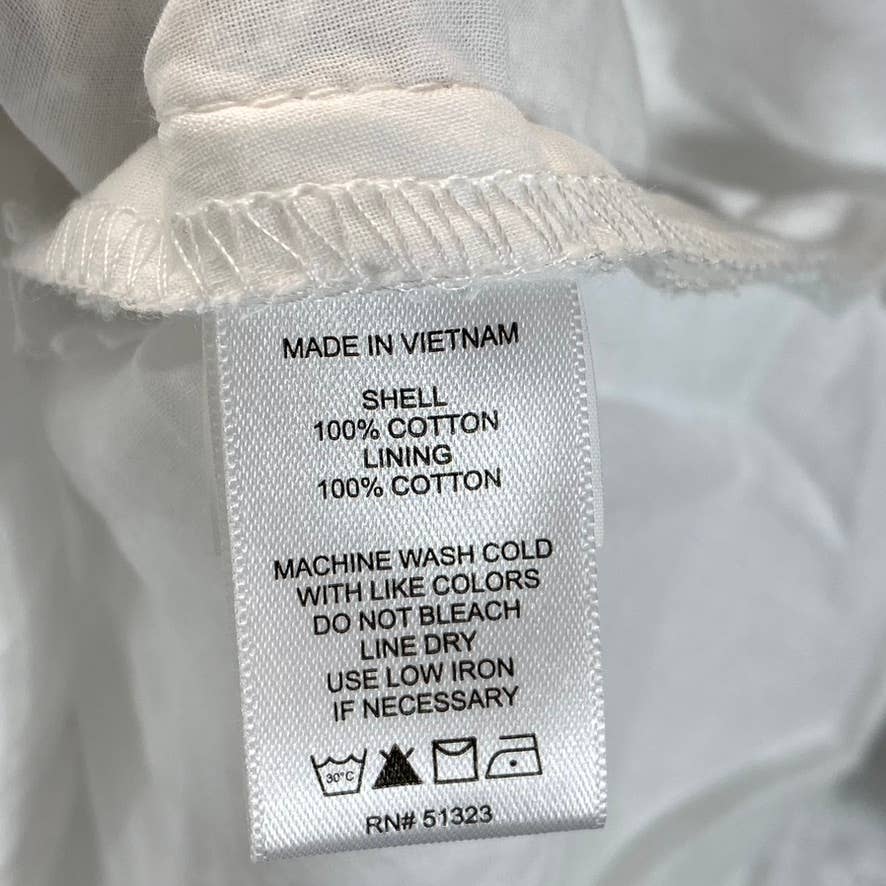 MADE IN VIETNAM
SHELL
100% COTTON
LINING
100% COTTON
MACHINE WASH COLD
WITH LIKE COLORS
DO NOT BLEACH
LINE DRY
USE LOW IRON
IF NECESSARY
30°C
RN# 51323